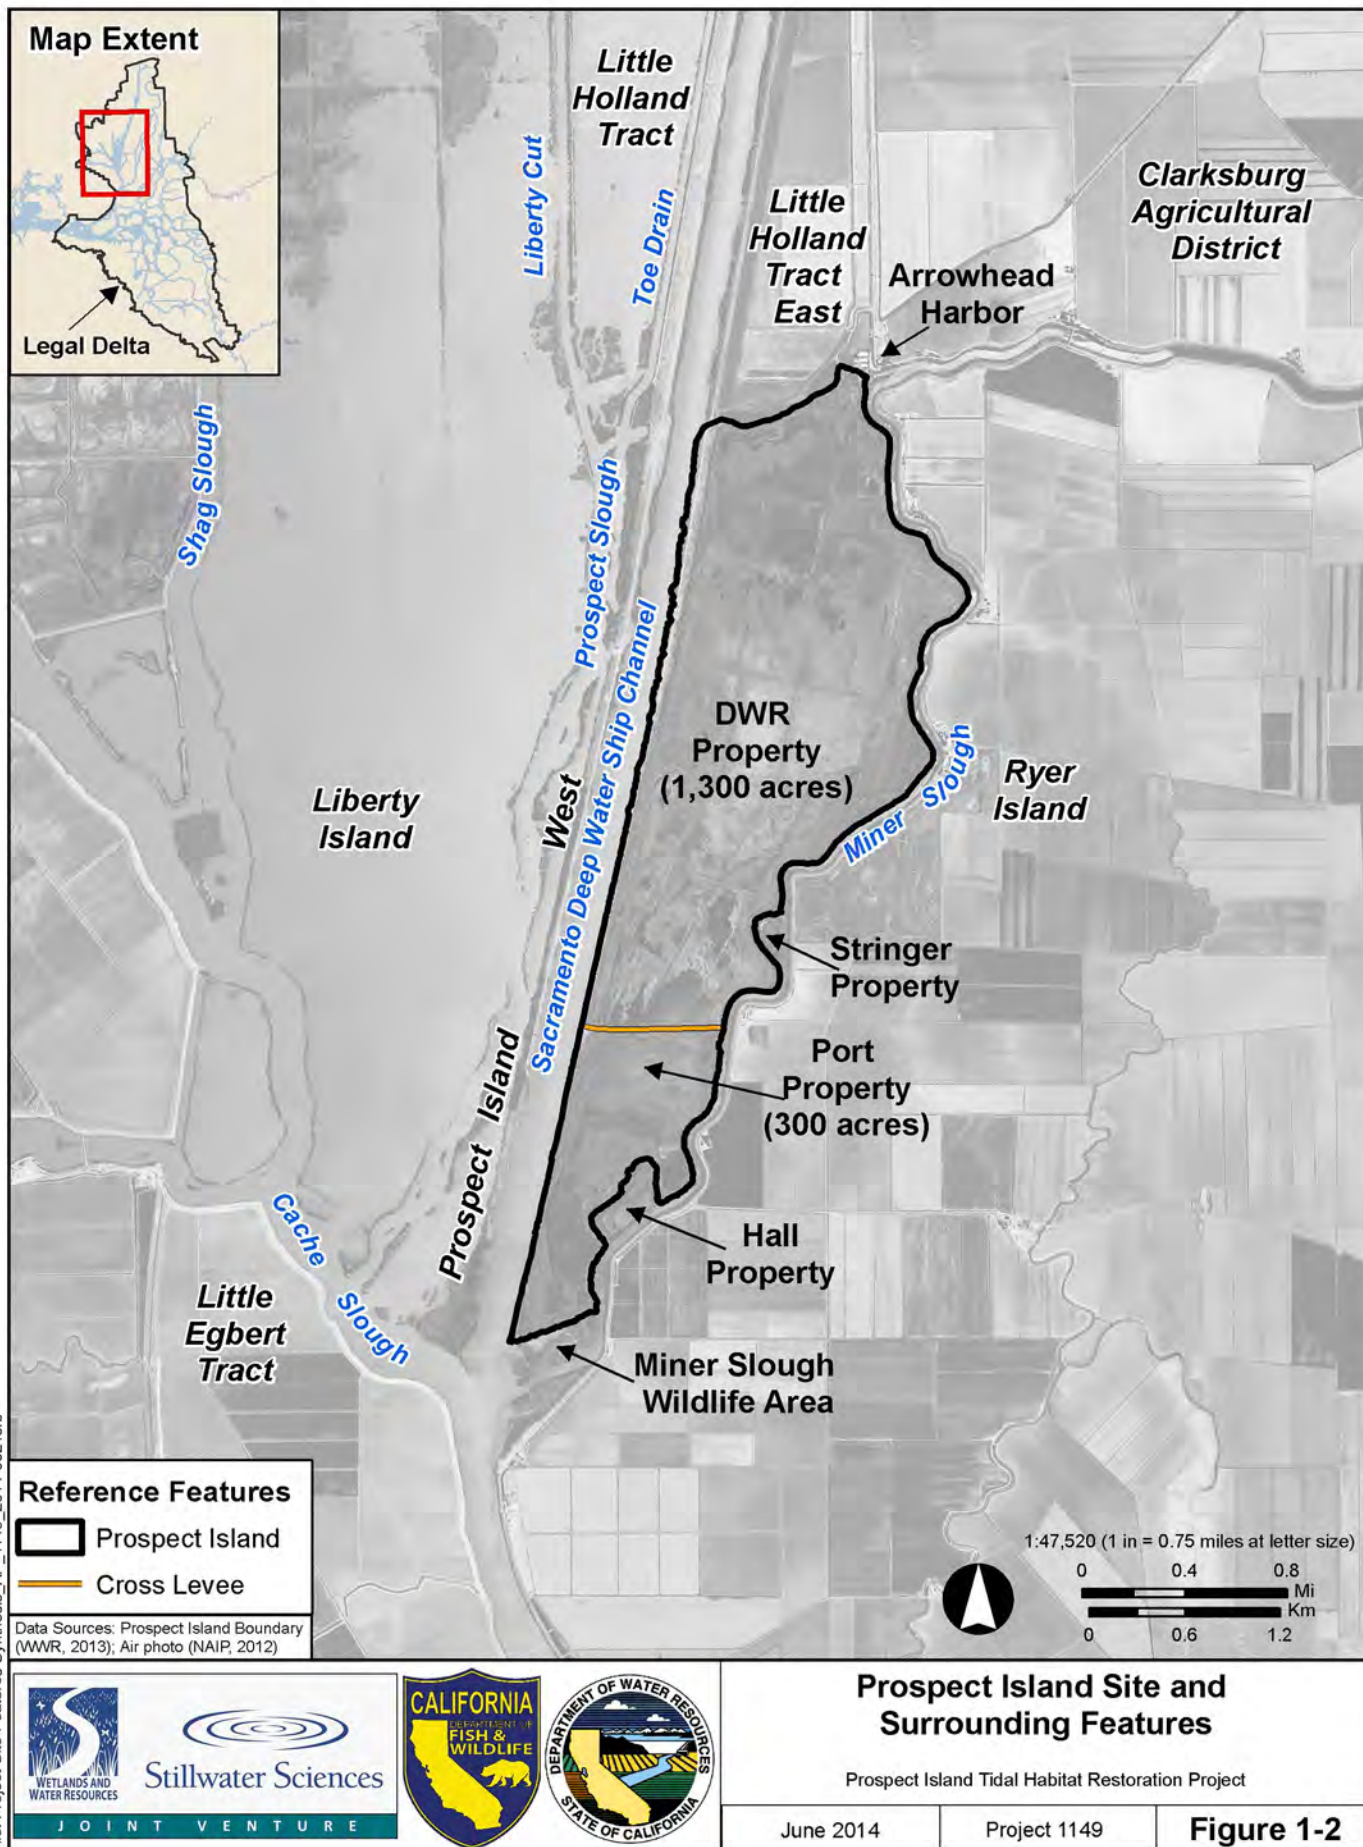 Map Extent
Legal Delta
Little
Holland
Tract
Liberty Cut
Toe Drain
Little
Holland
Tract
East
Clarksburg
Agricultural
District
Arrowhead
Harbor
Shag Slough
Prospect Slough
Sacramento Deep Water Ship Channel
DWR
Property
(1,300 acres)
Miner Slough
Ryer
Island
Liberty
Island
Prospect Island West
Stringer
Property
Port
Property
(300 acres)
Hall
Property
Cache Slough
Little
Egbert
Tract
Miner Slough
Wildlife Area
Reference Features
Prospect Island
Cross Levee
Data Sources: Prospect Island Boundary
(WWR, 2013); Air photo (NAIP, 2012)
1:47,520 (1 in = 0.75 miles at letter size)
0 0.4 0.8
Mi
Km
0 0.6 1.2
WETLANDS AND
WATER RESOURCES
Stillwater Sciences
JOINT VENTURE
CALIFORNIA
DEPARTMENT OF
FISH &
WILDLIFE
DEPARTMENT OF WATER RESOURCES
STATE OF CALIFORNIA
Prospect Island Site and
Surrounding Features
Prospect Island Tidal Habitat Restoration Project
June 2014
Project 1149
Figure 1-2